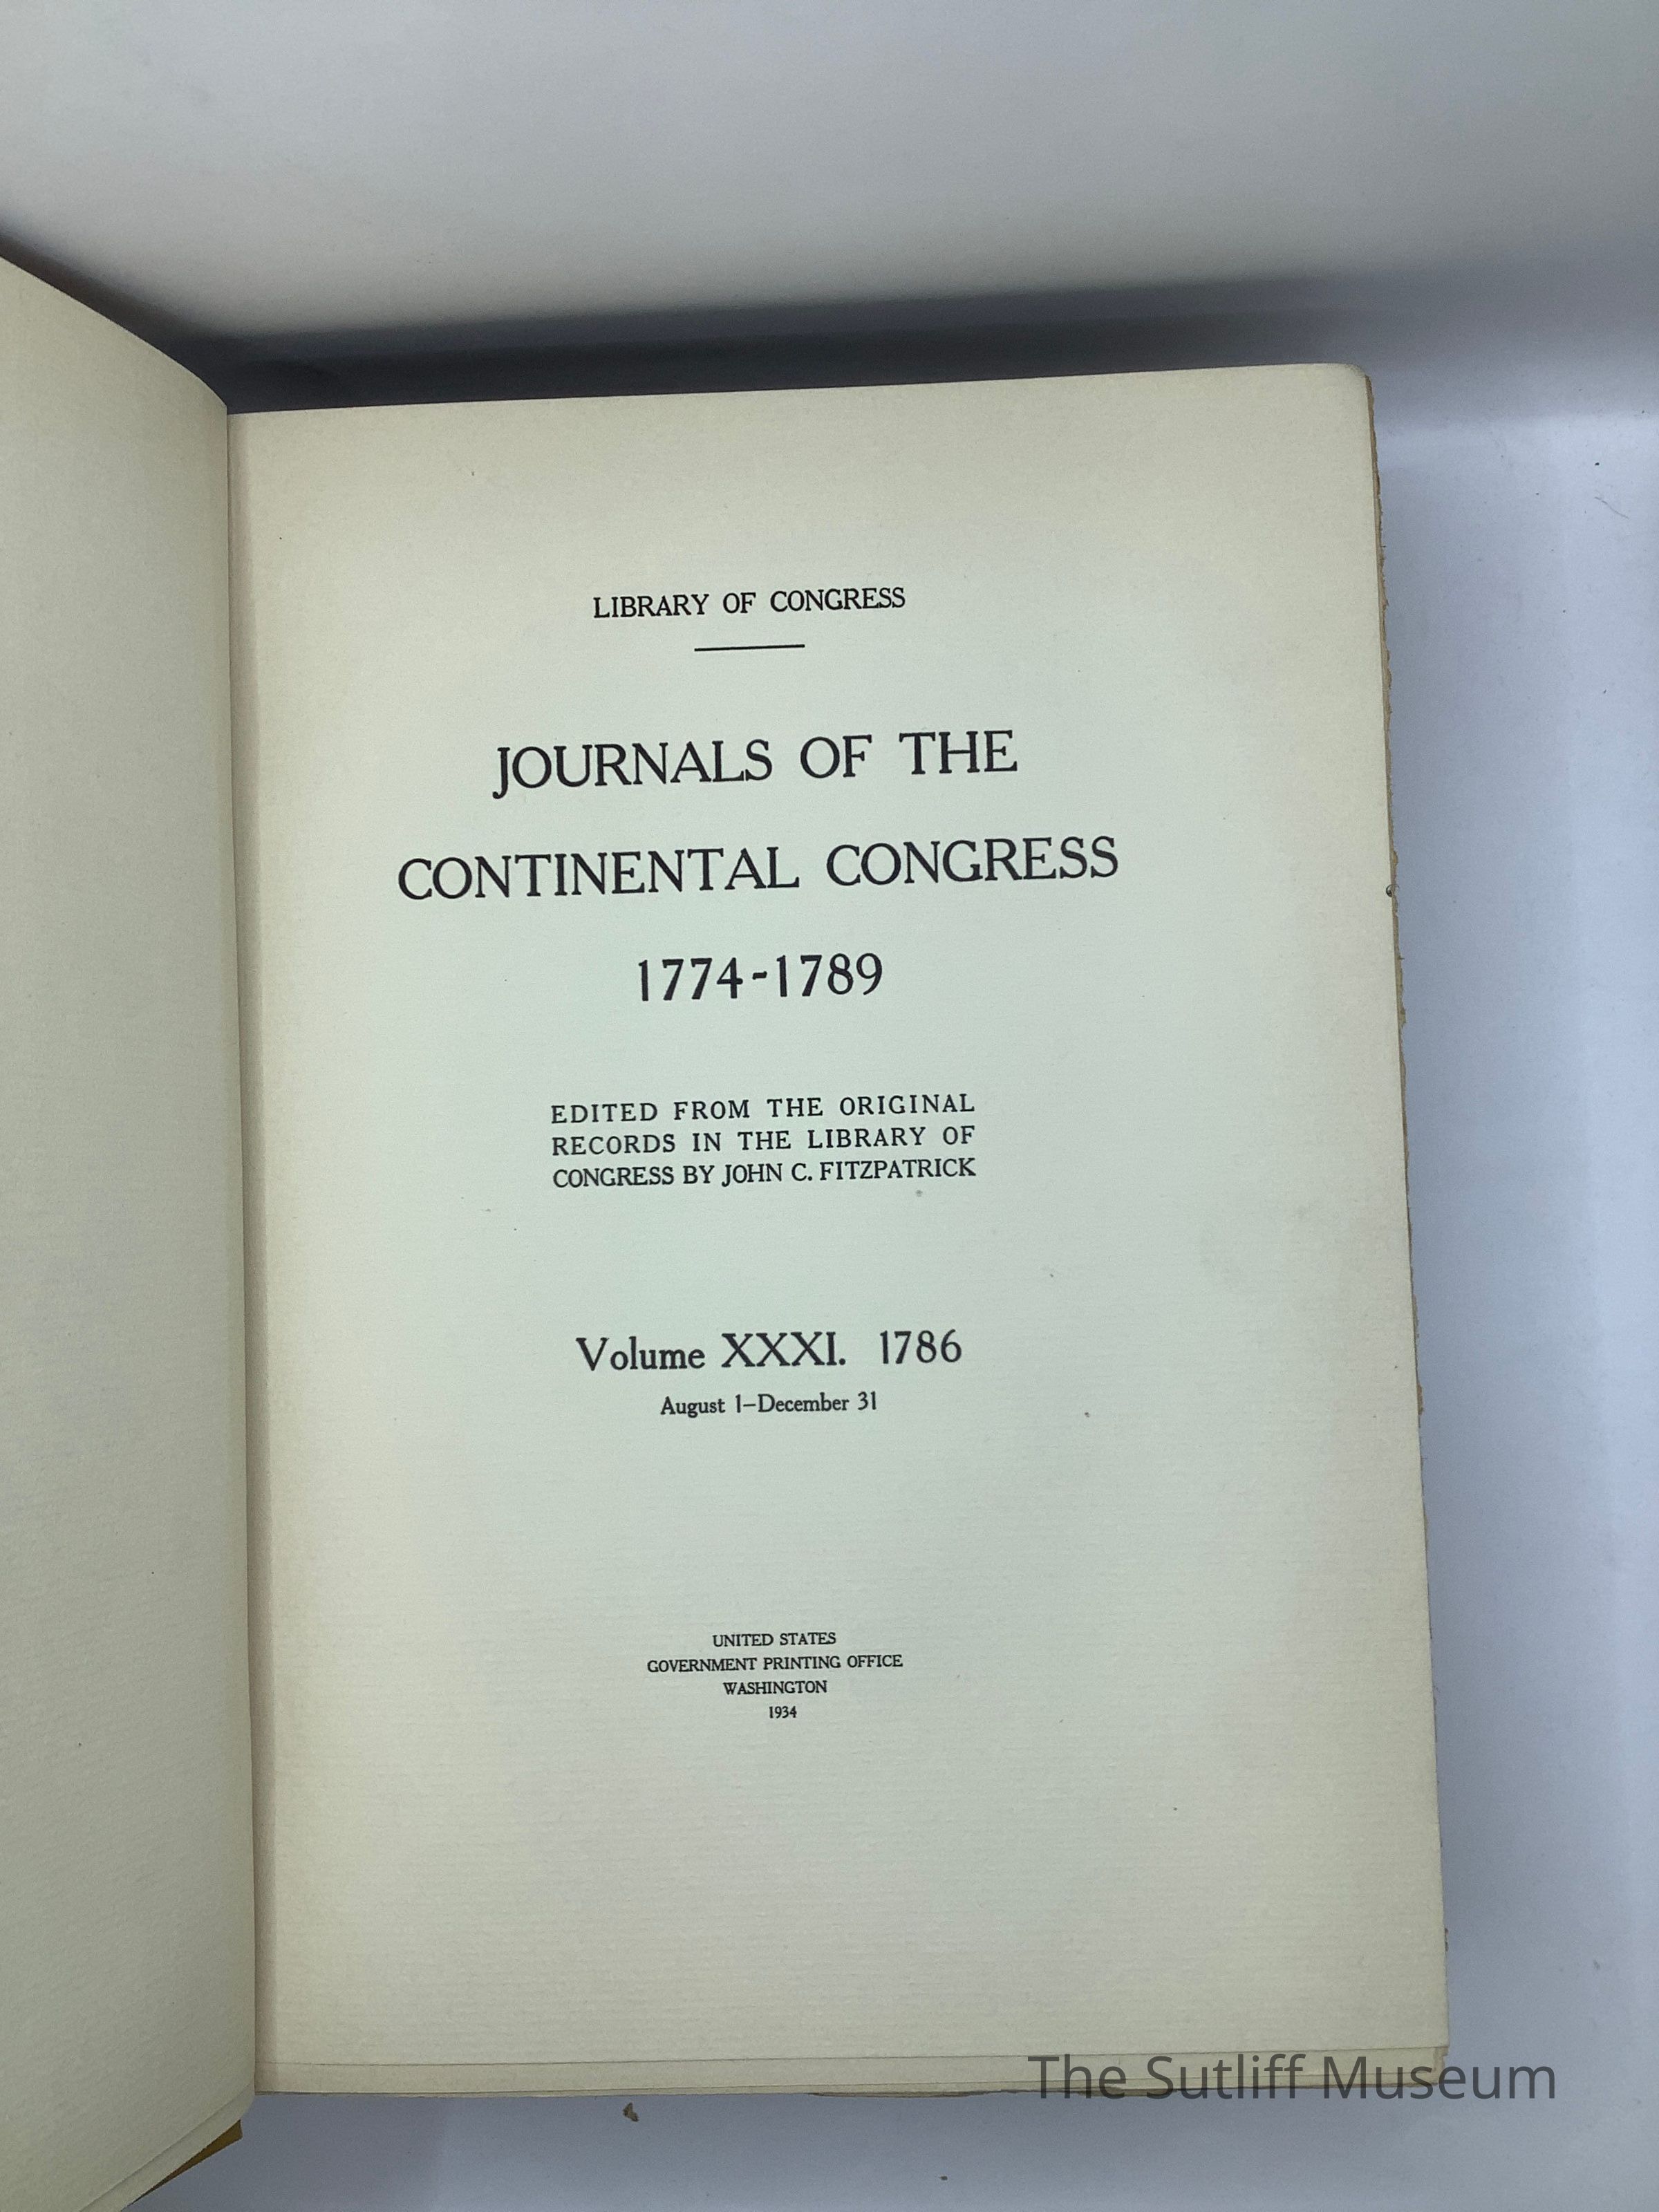 LIBRARY OF CONGRESS
JOURNALS OF THE
CONTINENTAL CONGRESS
1774-1789
EDITED FROM THE ORIGINAL
RECORDS IN THE LIBRARY OF
CONGRESS BY JOHN C. FITZPATRICK
Volume XXXI. 1786
August 1–December 31
UNITED STATES
GOVERNMENT PRINTING OFFICE
WASHINGTON
1934
The Sutliff Museum